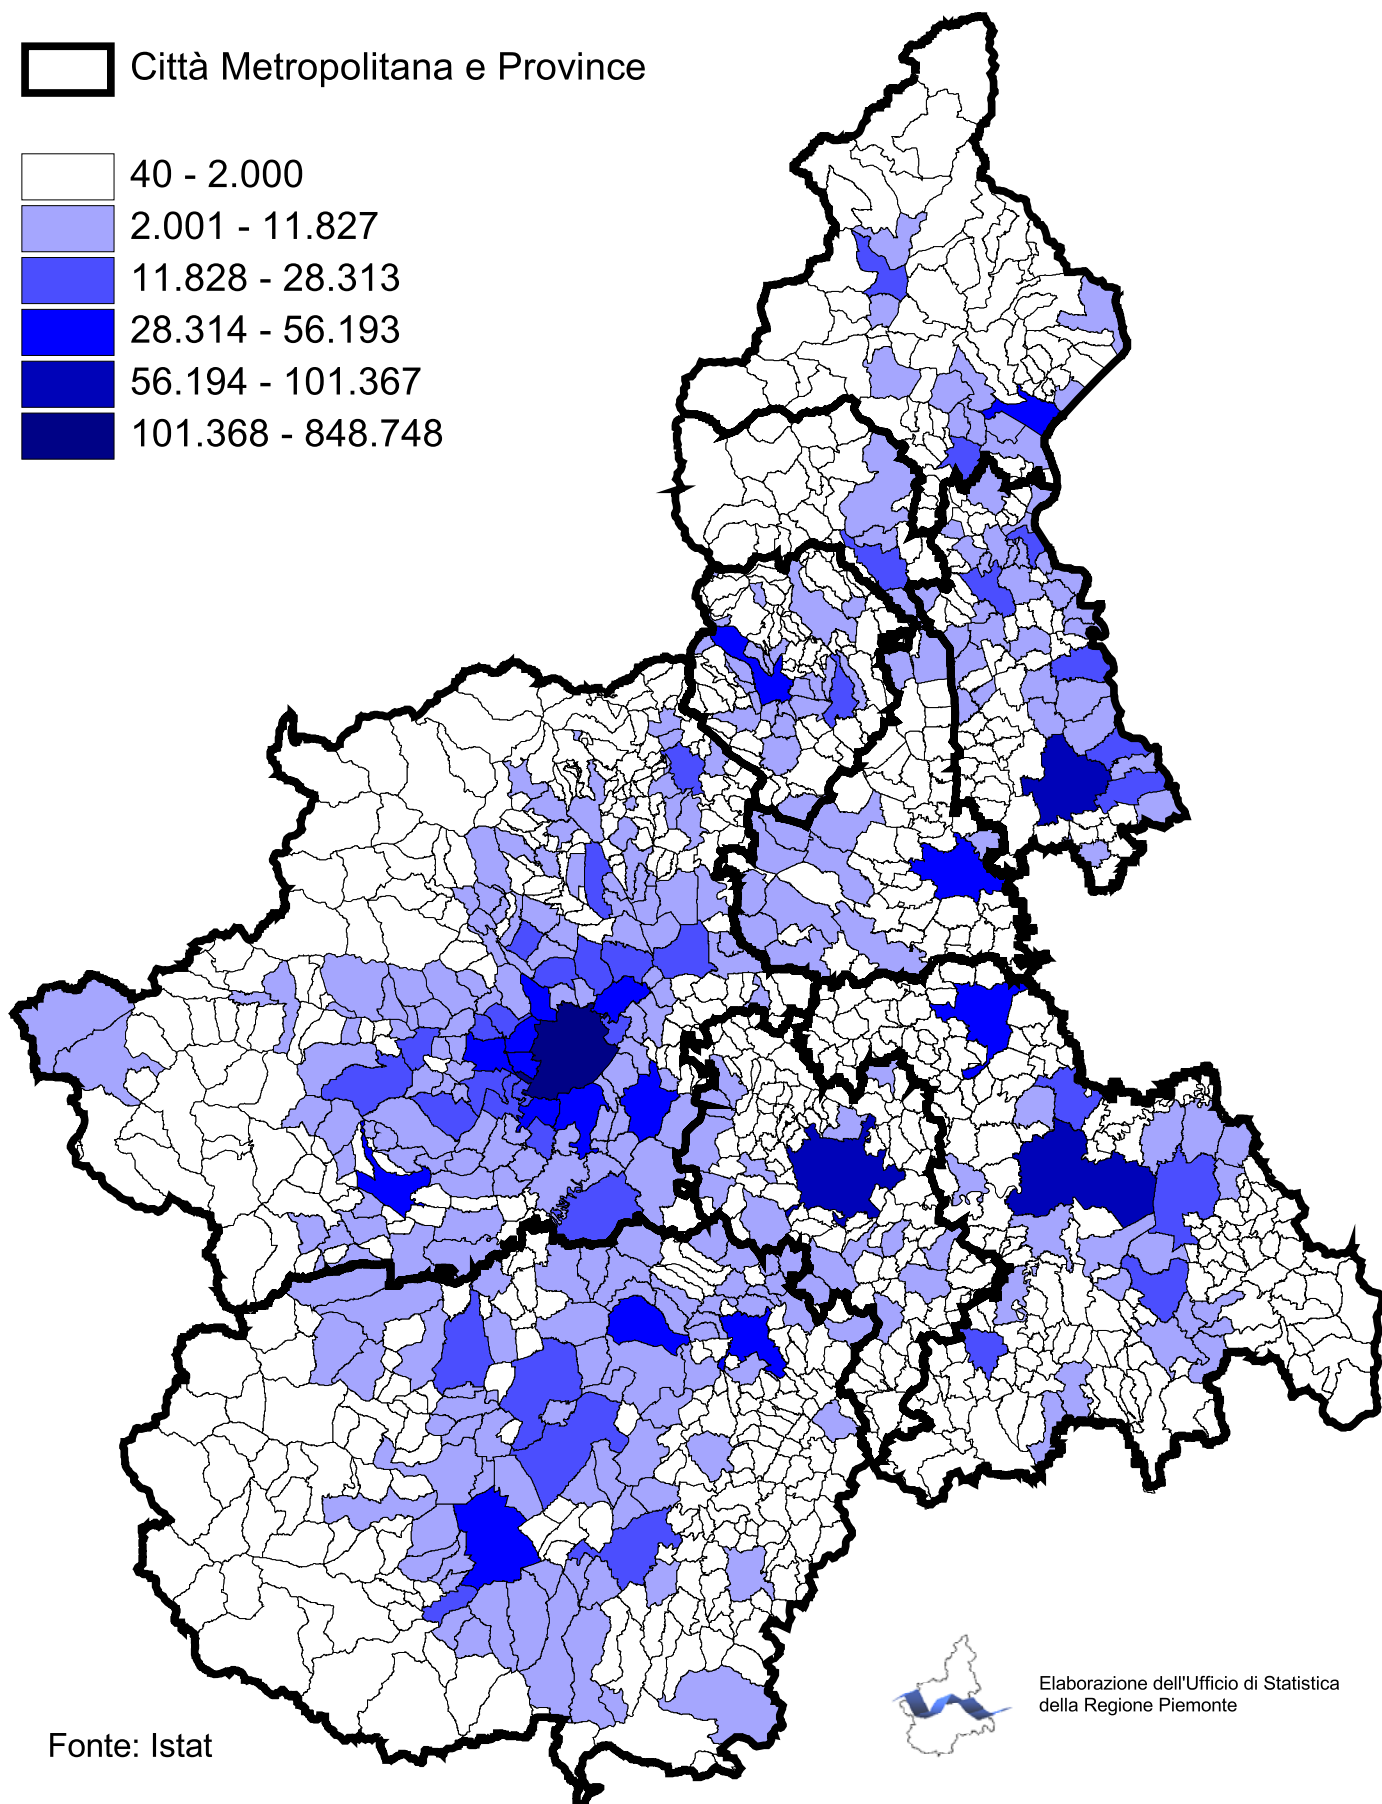 Città Metropolitana e Province
40 - 2.000
2.001 - 11.827
11.828 - 28.313
28.314 - 56.193
56.194 - 101.367
101.368 - 848.748
Elaborazione dell'Ufficio di Statistica
della Regione Piemonte
Fonte: Istat